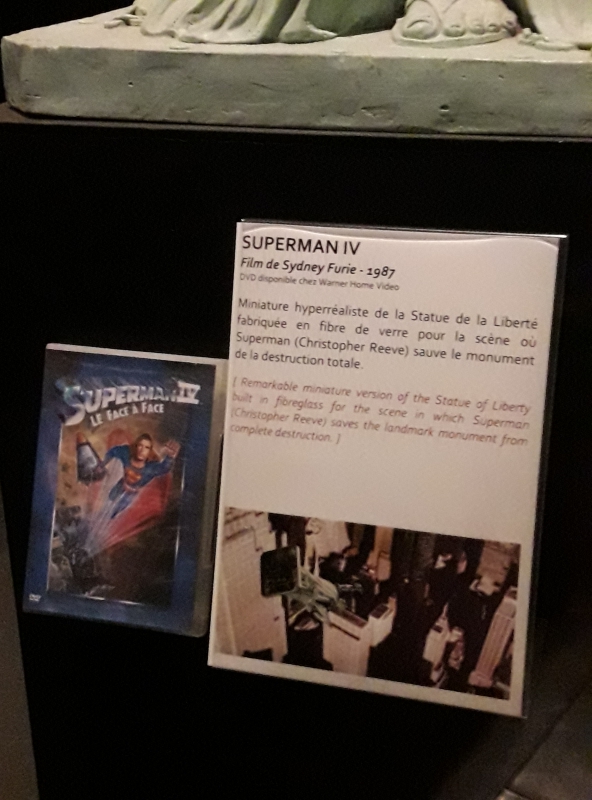 SUPERMAN IV
Film de Sydney Furie - 1987
DVD disponible chez Warner Home Video
Miniature hyperréaliste de la Statue de la Liberté
fabriquée en fibre de verre pour la scène où
Superman (Christopher Reeve) sauve le monument
de la destruction totale.
[ Remarkable miniature version of the Statue of Liberty
built in fibreglass for the scene in which Superman
(Christopher Reeve) saves the landmark monument from
complete destruction. ]
SUPERMAN IV
LE FACE À FACE
DVD